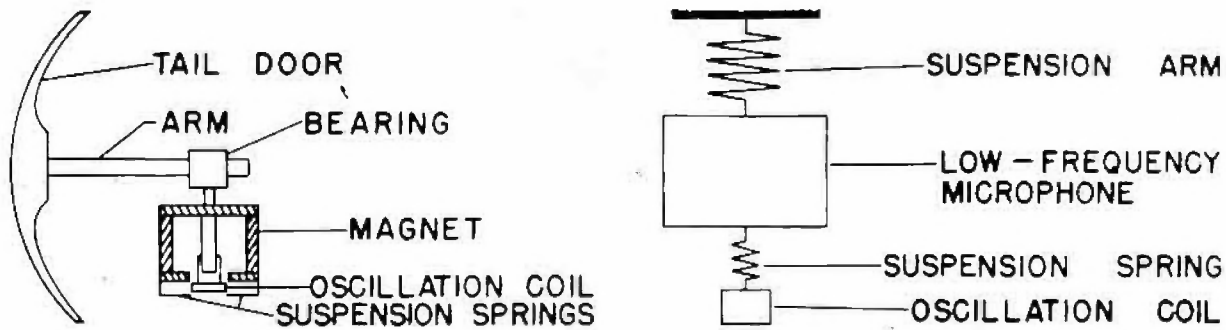 TAIL DOOR
ARM
BEARING
MAGNET
OSCILLATION COIL
SUSPENSION SPRINGS
SUSPENSION ARM
LOW-FREQUENCY
MICROPHONE
SUSPENSION SPRING
OSCILLATION COIL